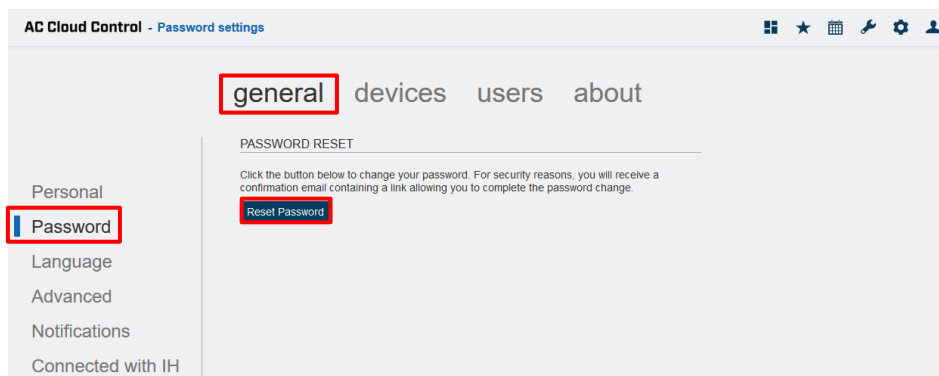 AC Cloud Control - Password settings
general devices users about
PASSWORD RESET
Click the button below to change your password. For security reasons, you will receive a
confirmation email containing a link allowing you to complete the password change.
Reset Password
Personal
Password
Language
Advanced
Notifications
Connected with IH